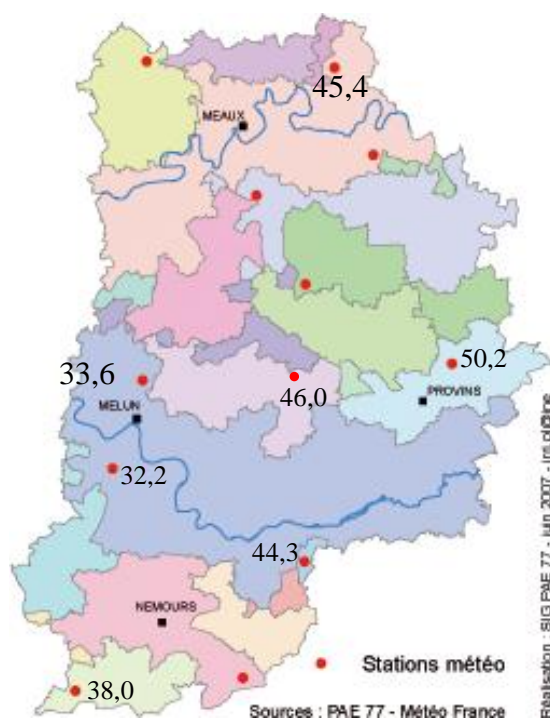 45,4
MEAUX
33,6
50,2
46,0
PROVINS
MELUN
32,2
44,3
NEMOURS
Stations météo
38,0
Sources : PAE 77 - Météo France
Réalisation : SIG PAE 77 - juin 2007 -